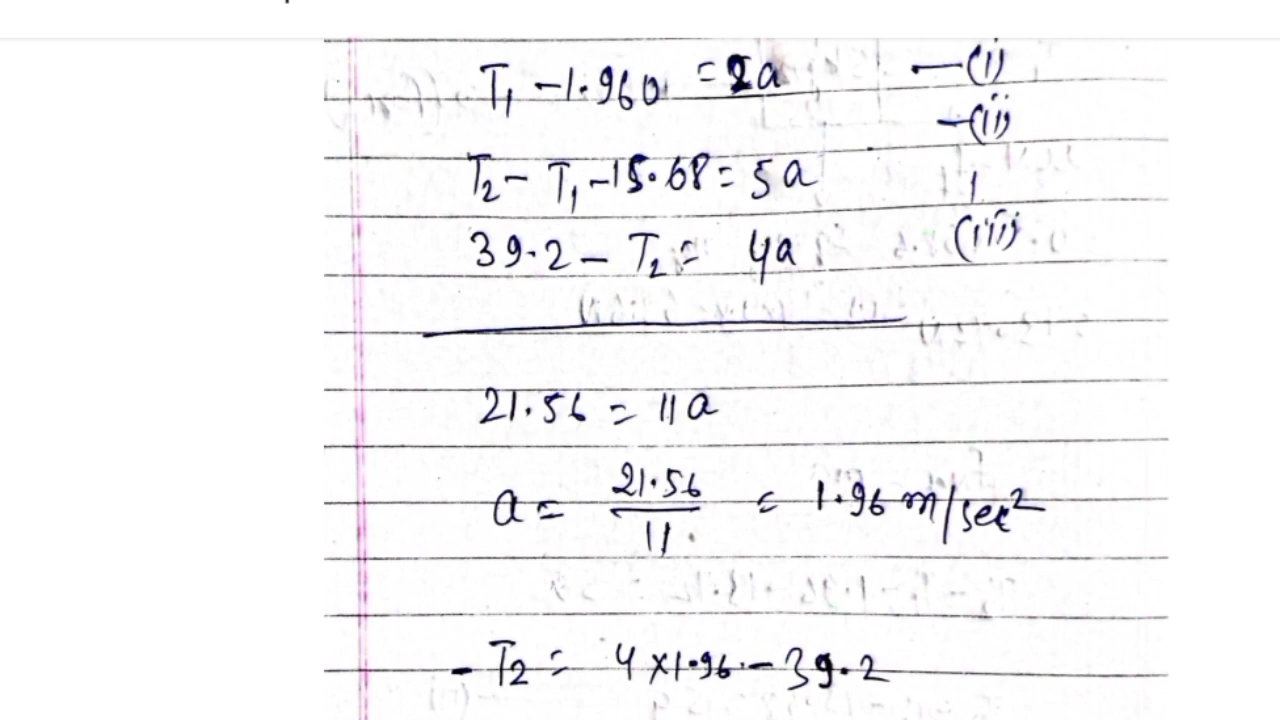 T₁ - 1.960 = 2a —(i)
—(ii)
T₂ - T₁ - 15.68 = 5a
39.2 - T₂ = 4a (iii)
21.56 = 11a
a = 21.56/11 = 1.96 m/sec²
- T₂ = 4 × 1.96 - 39.2